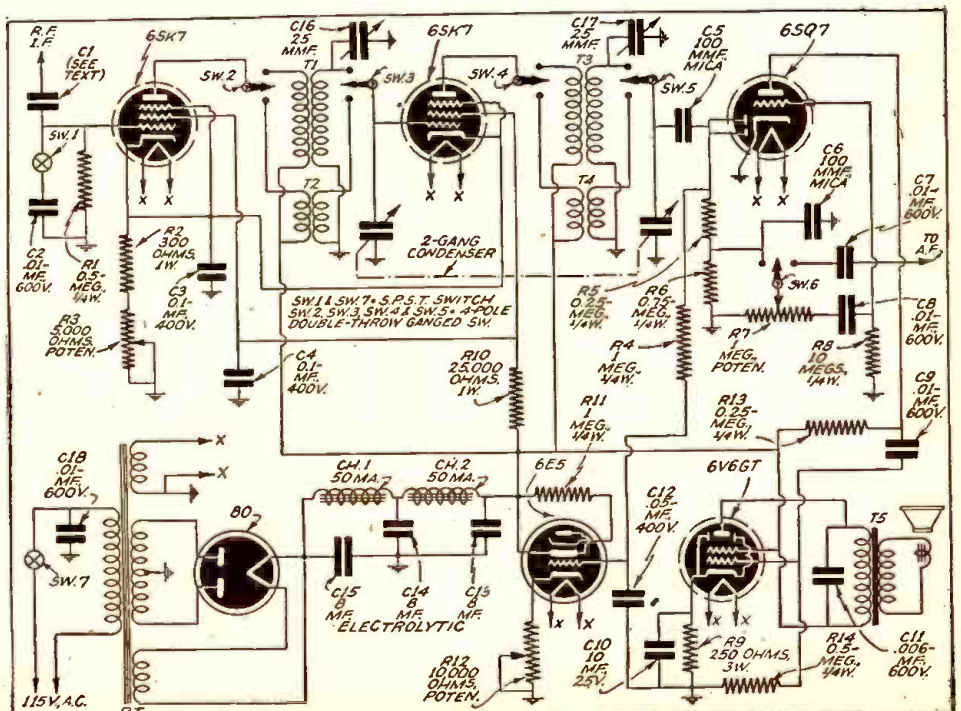 R.F.
I.F.
C1
(SEE
TEXT)
6SK7
SW.2
C16
25
MMF.
T1
SW.3
6SK7
SW.4
C17
25
MMF.
T3
SW.5
C5
100
MMF.
MICA
6SQ7
SW.1
X X
T2
X X
T4
X X
C6
100
MMF.
MICA
C7
.01-
MF.
600V.
TO
A.F.
C2
.01-
MF.
600V.
R1
0.5-
MEG.,
1/4W.
R2
300
OHMS,
1W.
C3
0.1-
MF.
400V.
2-GANG
CONDENSER
R3
5,000
OHMS
POTEN.
SW.1 & SW.7 = S.P.S.T. SWITCH
SW.2, SW.3, SW.4 & SW.5 = 4-POLE
DOUBLE-THROW GANGED SW.
R5
0.25-
MEG.,
1/4W.
R6
0.75-
MEG.,
1/4W.
SW.6
R4
1
MEG.,
1/4W.
R7
1
MEG.,
POTEN.
R8
10
MEGS.,
1/4W.
C8
.01-
MF.
600V.
C4
0.1-
MF.
400V.
R10
25,000
OHMS,
1W.
R11
1
MEG.,
1/4W.
R13
0.25-
MEG.,
1/4W.
C9
.01-
MF.
600V.
X
X
C18
.01-
MF.
600V.
80
CH.1
50 MA.
CH.2
50 MA.
6E5
C12
.05-
MF.
400V.
6V6GT
T5
SW.7
C15
8
MF.
C14
8
MF.
C13
8
MF.
ELECTROLYTIC
X X
X X
R12
10,000
OHMS,
POTEN.
C10
10
MF.
25V.
R9
250 OHMS,
3W.
R14
0.5-
MEG.,
1/4W.
C11
.006-
MF.
600V.
115V., A.C.
P.T.